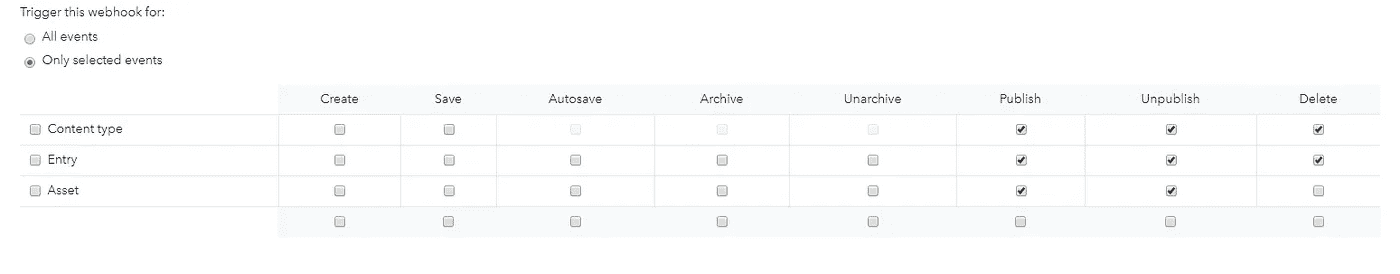 Trigger this webhook for:
All events
Only selected events
Create Save Autosave Archive Unarchive Publish Unpublish Delete
Content type
Entry
Asset